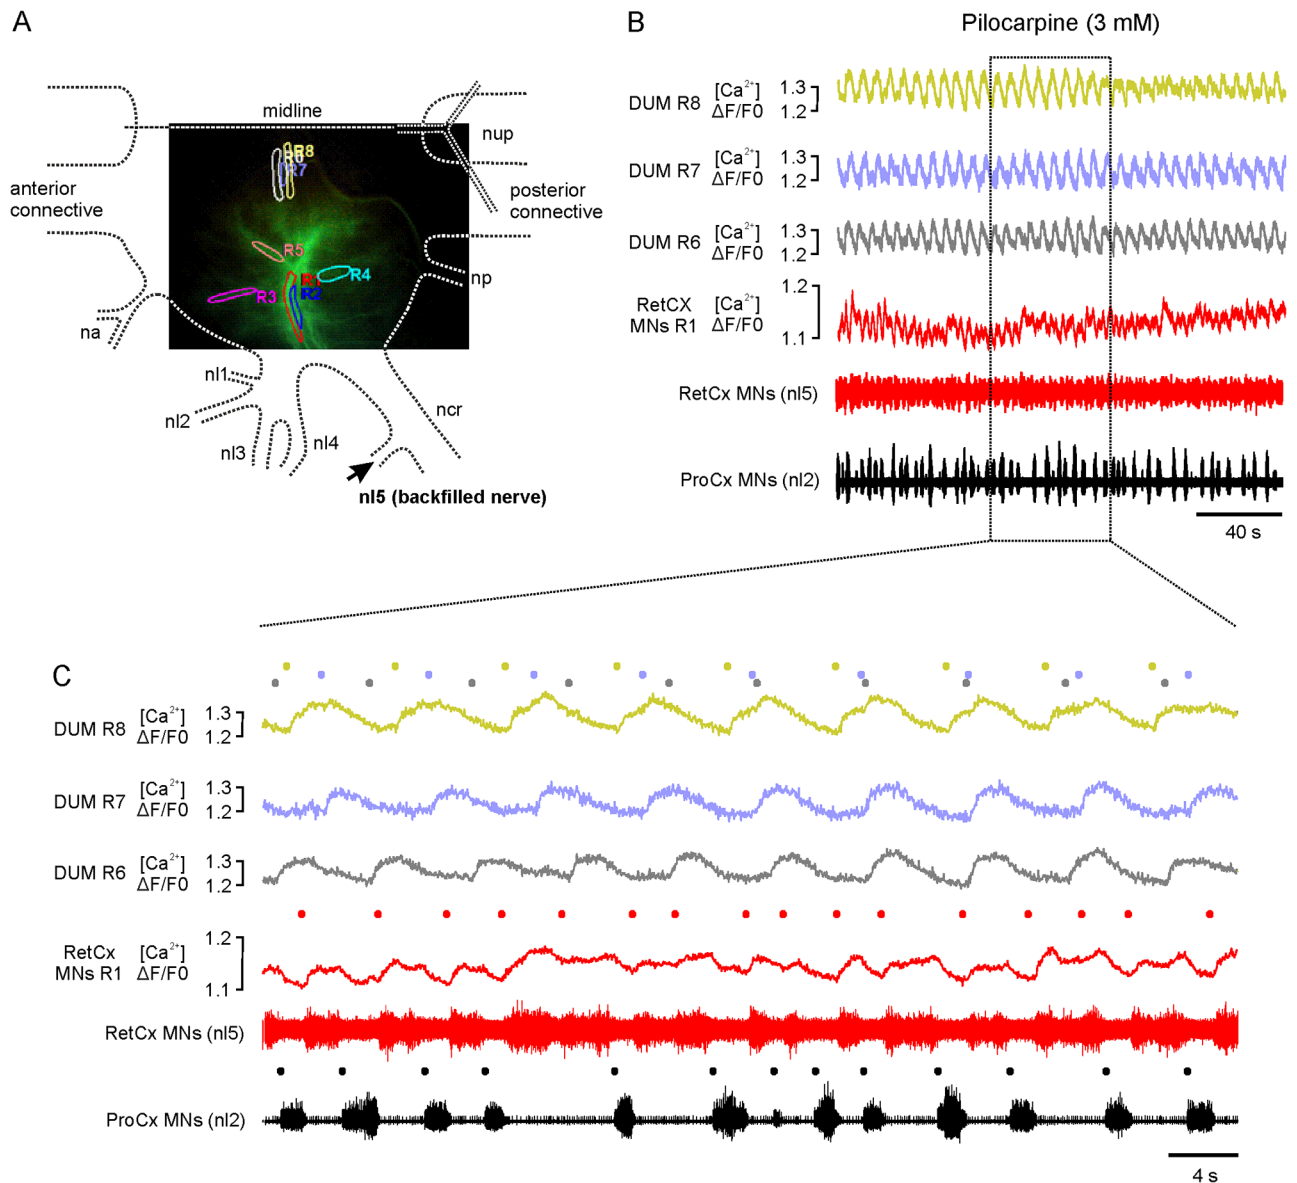 A
midline
nup
anterior
connective
posterior
connective
R8
R6
R7
R5
R4
R1
R2
R3
np
na
nl1
nl2
nl3
nl4
ncr
nl5 (backfilled nerve)
B
Pilocarpine (3 mM)
DUM R8 [Ca²⁺] ΔF/F0 1.3 1.2
DUM R7 [Ca²⁺] ΔF/F0 1.3 1.2
DUM R6 [Ca²⁺] ΔF/F0 1.3 1.2
RetCX MNs R1 [Ca²⁺] ΔF/F0 1.2 1.1
RetCx MNs (nl5)
ProCx MNs (nl2)
40 s
C
DUM R8 [Ca²⁺] ΔF/F0 1.3 1.2
DUM R7 [Ca²⁺] ΔF/F0 1.3 1.2
DUM R6 [Ca²⁺] ΔF/F0 1.3 1.2
RetCx MNs R1 [Ca²⁺] ΔF/F0 1.2 1.1
RetCx MNs (nl5)
ProCx MNs (nl2)
4 s